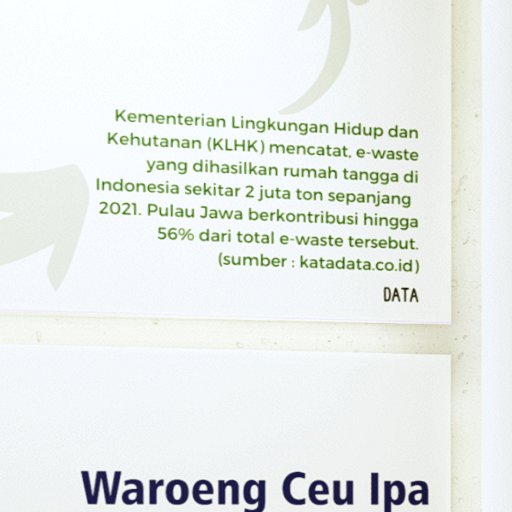 Kementerian Lingkungan Hidup dan
Kehutanan (KLHK) mencatat, e-waste
yang dihasilkan rumah tangga di
Indonesia sekitar 2 juta ton sepanjang
2021. Pulau Jawa berkontribusi hingga
56% dari total e-waste tersebut.
(sumber : katadata.co.id)
DATA
Waroeng Ceu Ipa